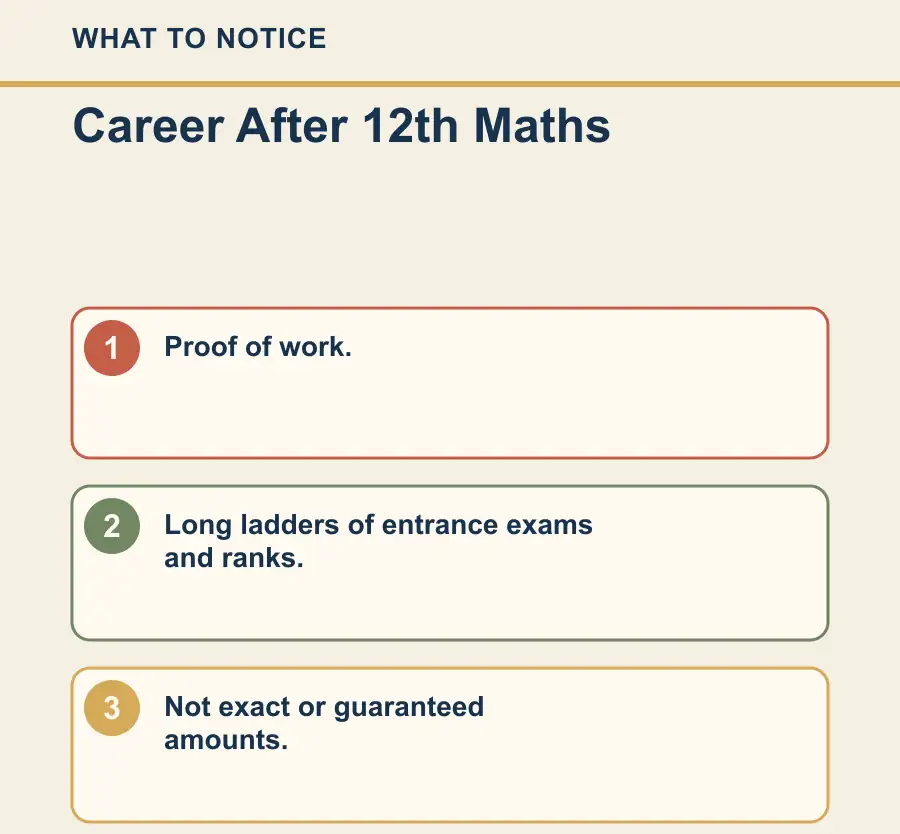 WHAT TO NOTICE
Career After 12th Maths
1
Proof of work.
2
Long ladders of entrance exams
and ranks.
3
Not exact or guaranteed
amounts.